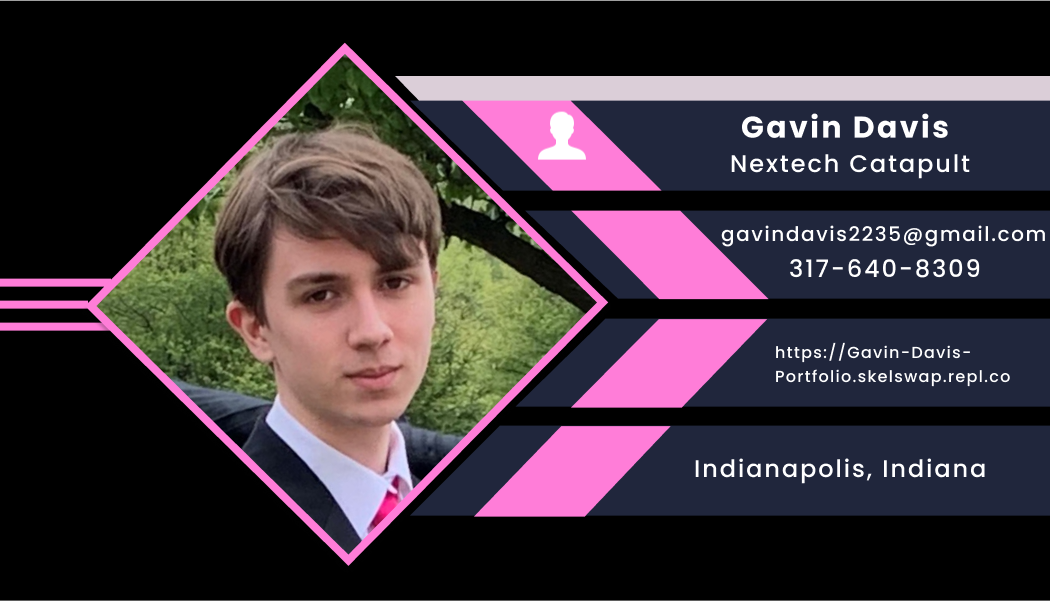 Gavin Davis
Nextech Catapult
gavindavis2235@gmail.com
317-640-8309
https://Gavin-Davis-
Portfolio.skelswap.repl.co
Indianapolis, Indiana